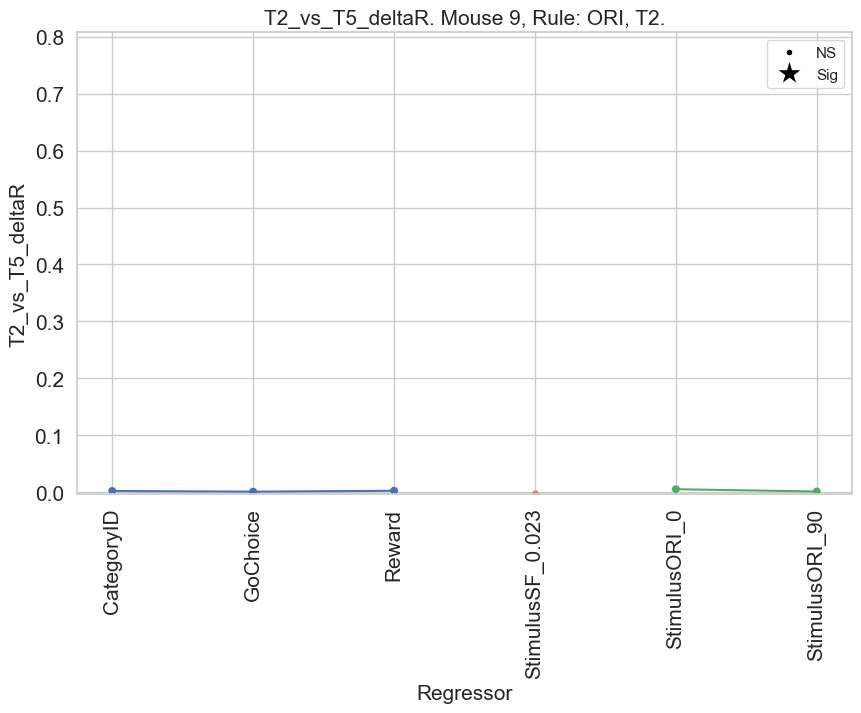 T2_vs_T5_deltaR. Mouse 9, Rule: ORI, T2.
NS
Sig
T2_vs_T5_deltaR
0.8
0.7
0.6
0.5
0.4
0.3
0.2
0.1
0.0
CategoryID
GoChoice
Reward
StimulusSF_0.023
StimulusORI_0
StimulusORI_90
Regressor